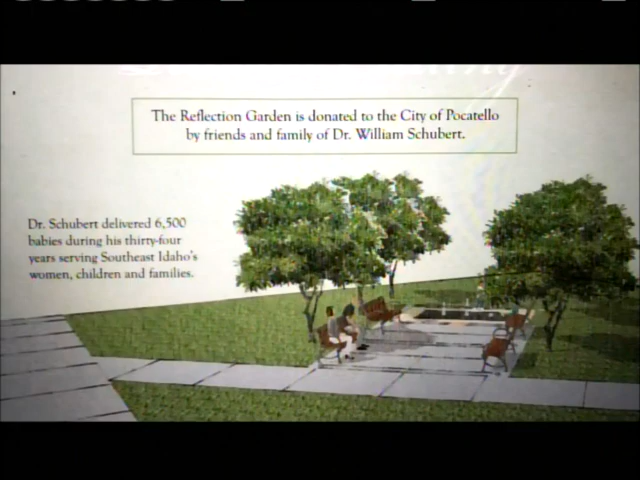 The Reflection Garden is donated to the City of Pocatello
by friends and family of Dr. William Schubert.
Dr. Schubert delivered 6,500
babies during his thirty-four
years serving Southeast Idaho's
women, children and families.